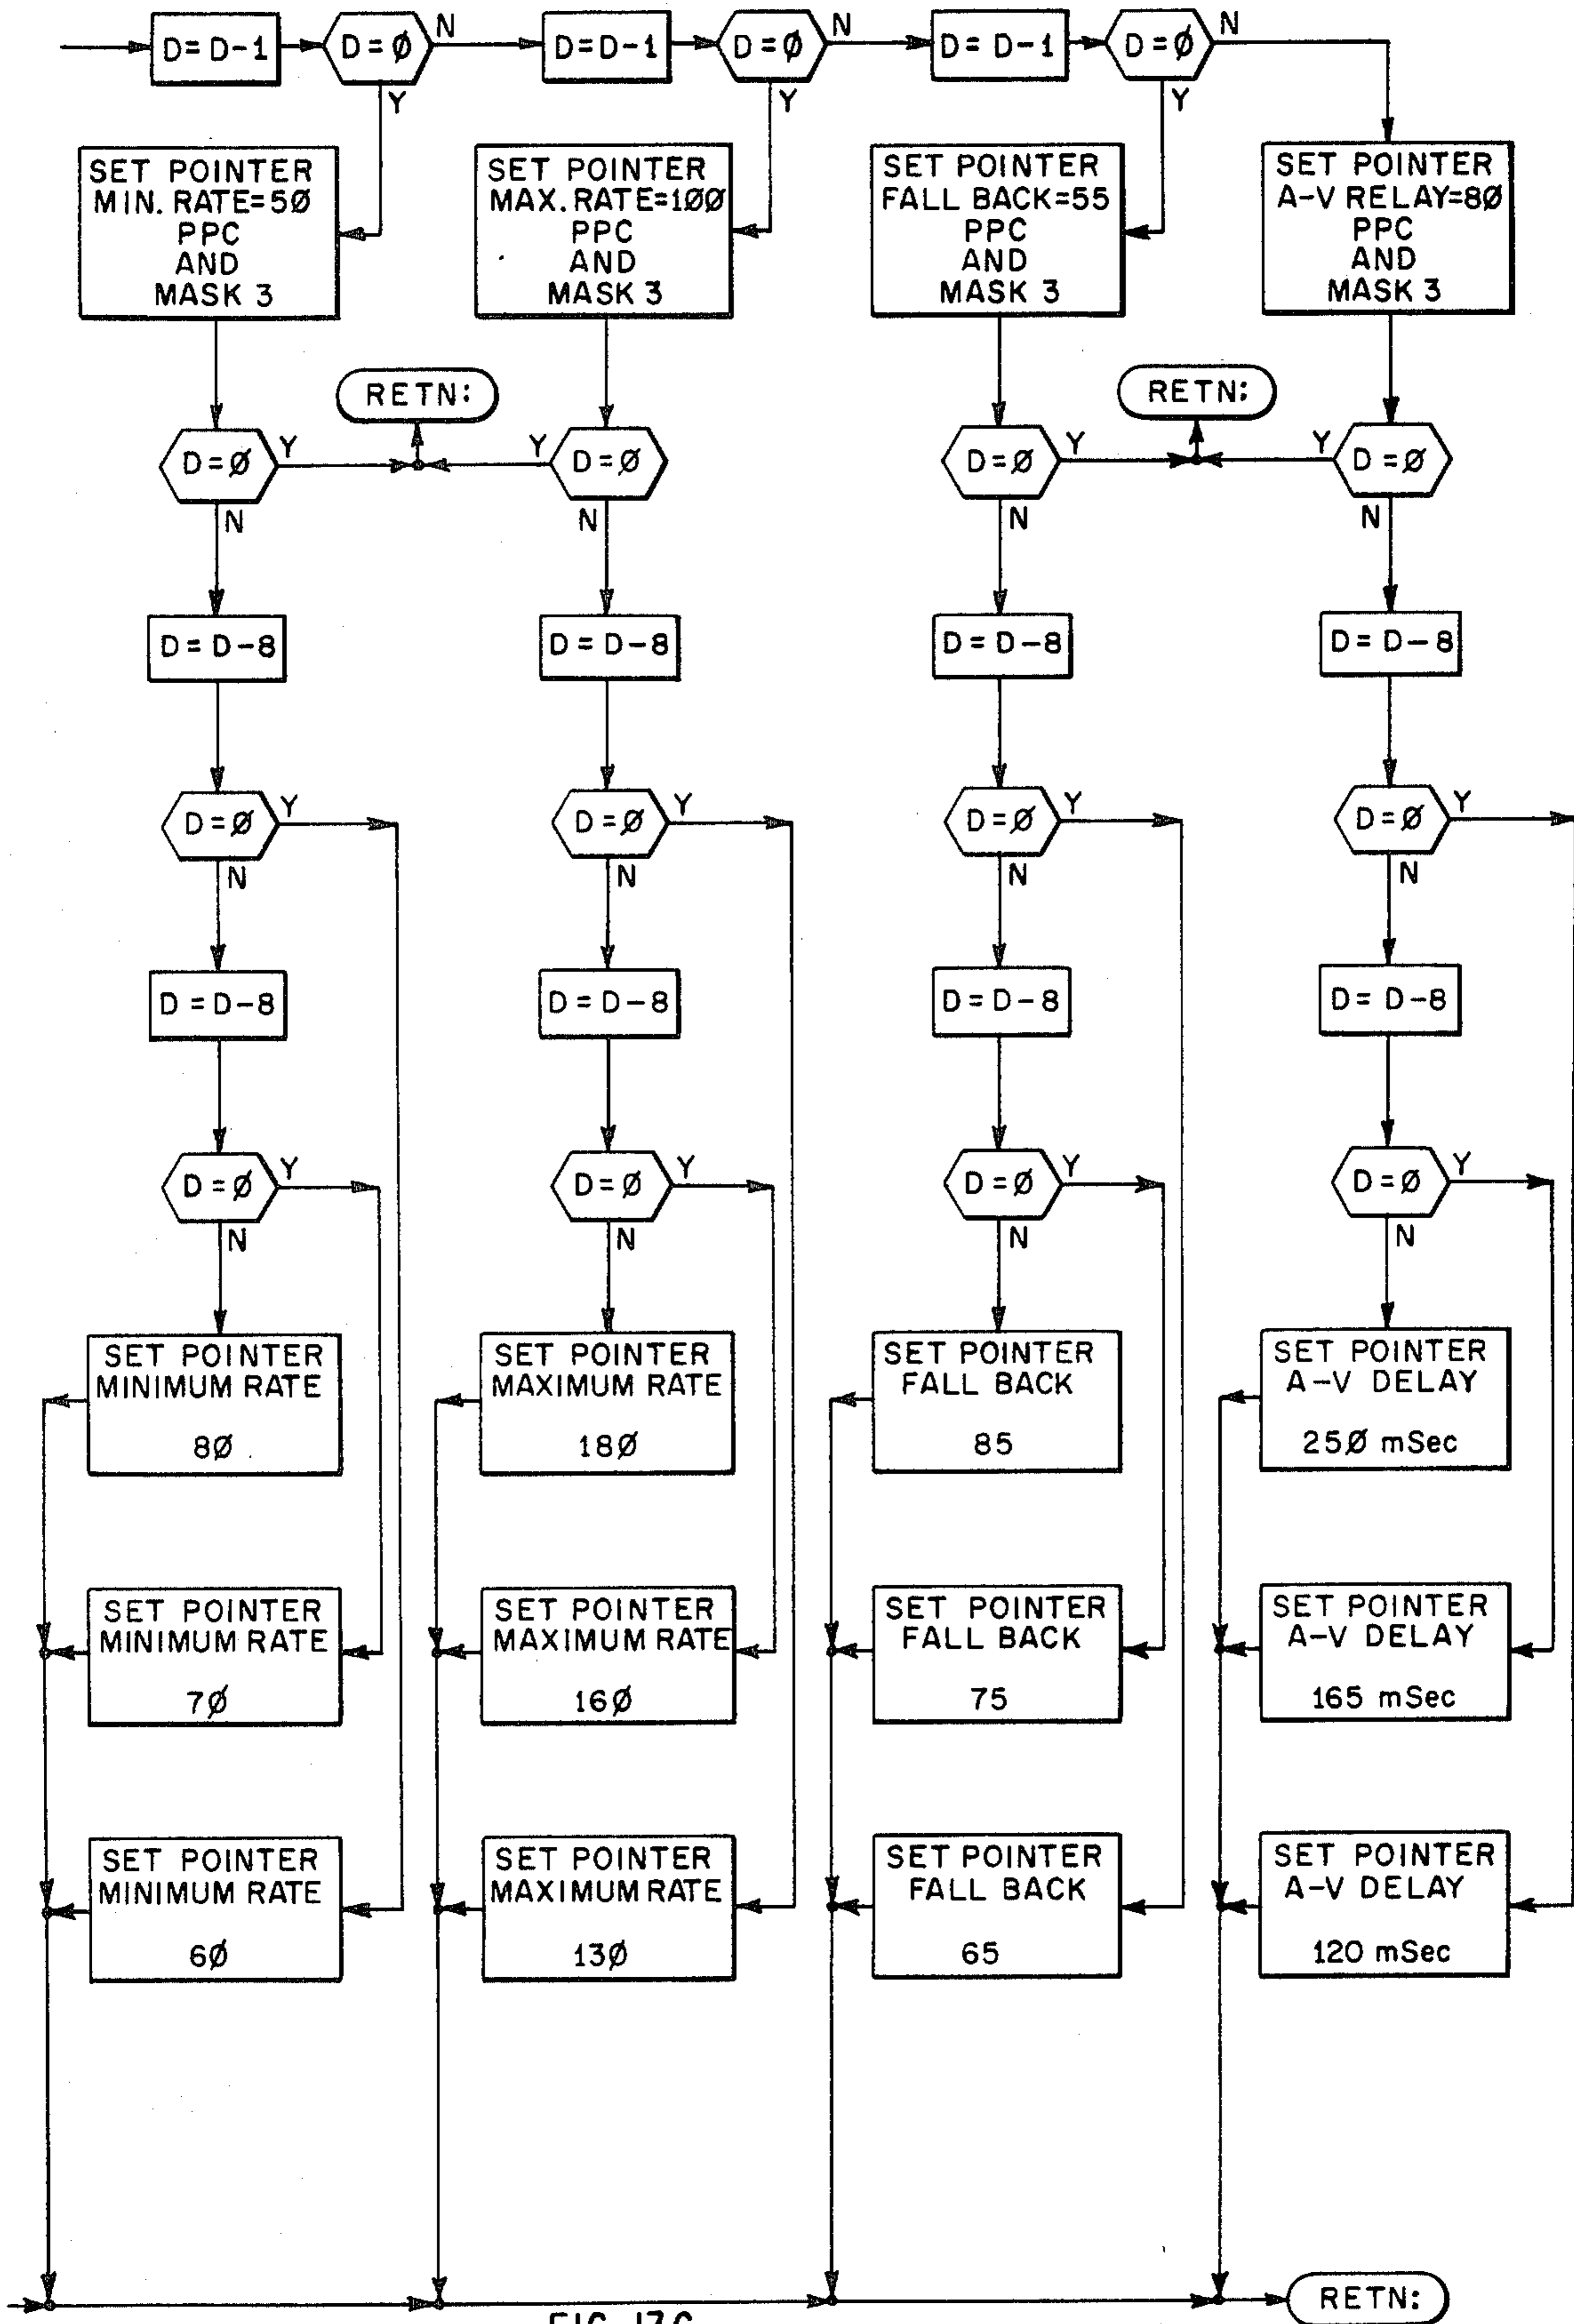 D=D-1
D=Ø
N
D=D-1
D=Ø
N
D=D-1
D=Ø
N
Y
Y
Y
SET POINTER
MIN. RATE=5Ø
PPC
AND
MASK 3
SET POINTER
MAX. RATE=1ØØ
PPC
AND
MASK 3
SET POINTER
FALL BACK=55
PPC
AND
MASK 3
SET POINTER
A-V RELAY=8Ø
PPC
AND
MASK 3
RETN:
RETN:
D=Ø
Y
Y
D=Ø
D=Ø
Y
Y
D=Ø
N
N
N
N
D=D-8
D=D-8
D=D-8
D=D-8
D=Ø
Y
D=Ø
Y
D=Ø
Y
D=Ø
Y
N
N
N
N
D=D-8
D=D-8
D=D-8
D=D-8
D=Ø
Y
D=Ø
Y
D=Ø
Y
D=Ø
Y
N
N
N
N
SET POINTER
MINIMUM RATE
8Ø
SET POINTER
MAXIMUM RATE
18Ø
SET POINTER
FALL BACK
85
SET POINTER
A-V DELAY
25Ø mSec
SET POINTER
MINIMUM RATE
7Ø
SET POINTER
MAXIMUM RATE
16Ø
SET POINTER
FALL BACK
75
SET POINTER
A-V DELAY
165 mSec
SET POINTER
MINIMUM RATE
6Ø
SET POINTER
MAXIMUM RATE
13Ø
SET POINTER
FALL BACK
65
SET POINTER
A-V DELAY
120 mSec
RETN: